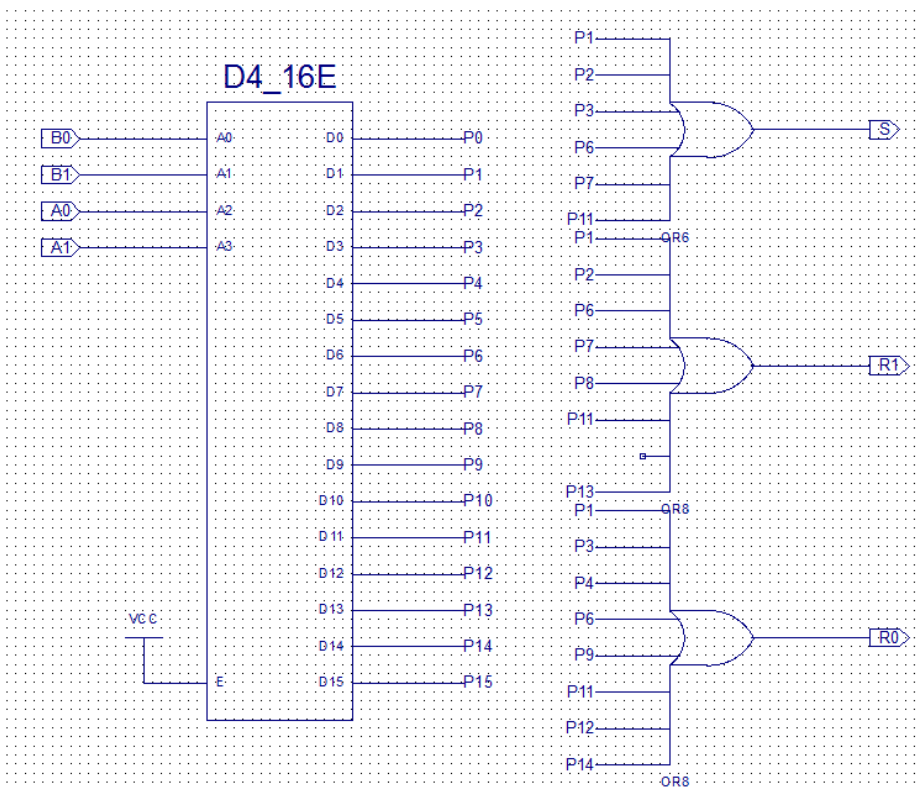 D4_16E
B0 A0 D0 P0
B1 A1 D1 P1
A0 A2 D2 P2
A1 A3 D3 P3
D4 P4
D5 P5
D6 P6
D7 P7
D8 P8
D9 P9
D10 P10
D11 P11
D12 P12
D13 P13
D14 P14
VCC
E D15 P15
P1
P2
P3
P6
P7
P11
OR6
S
P1
P2
P6
P7
P8
P11
P13
OR8
R1
P1
P3
P4
P6
P9
P11
P12
P14
OR8
R0